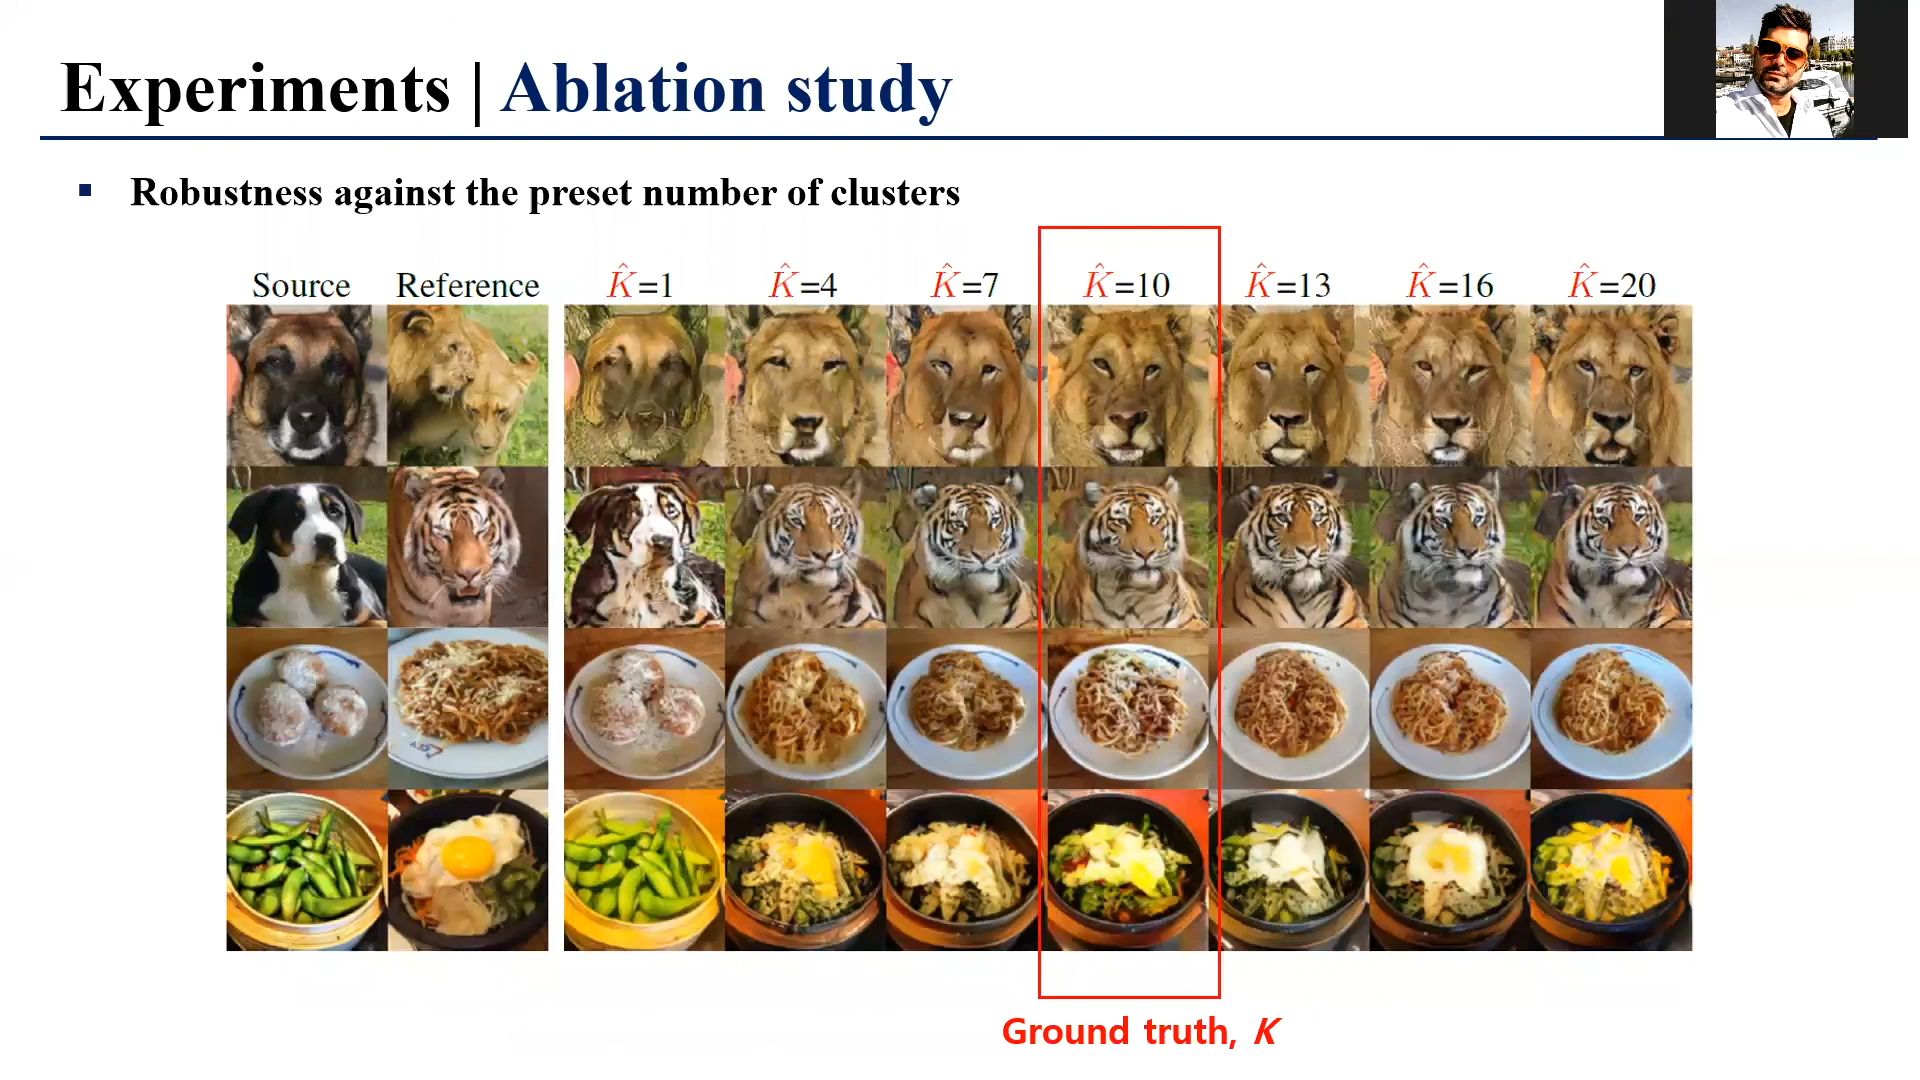 Experiments | Ablation study
▪ Robustness against the preset number of clusters
Source Reference K̂=1 K̂=4 K̂=7 K̂=10 K̂=13 K̂=16 K̂=20
Ground truth, K